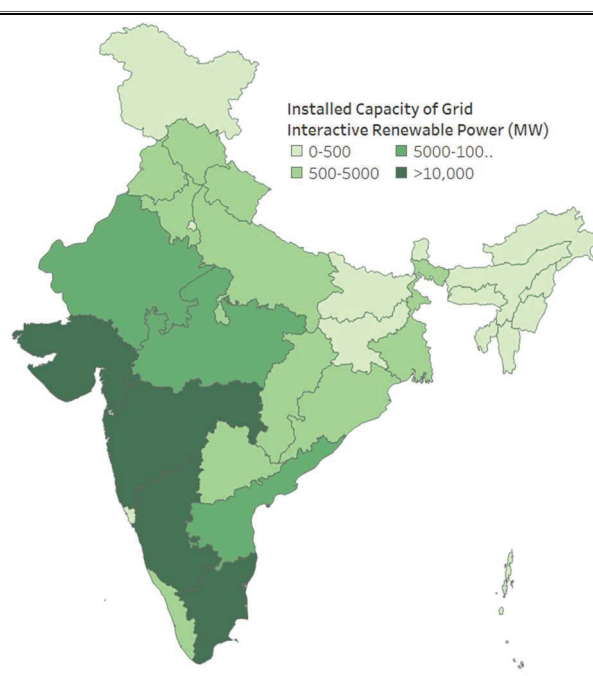 Installed Capacity of Grid
Interactive Renewable Power (MW)
0-500 5000-100..
500-5000 >10,000